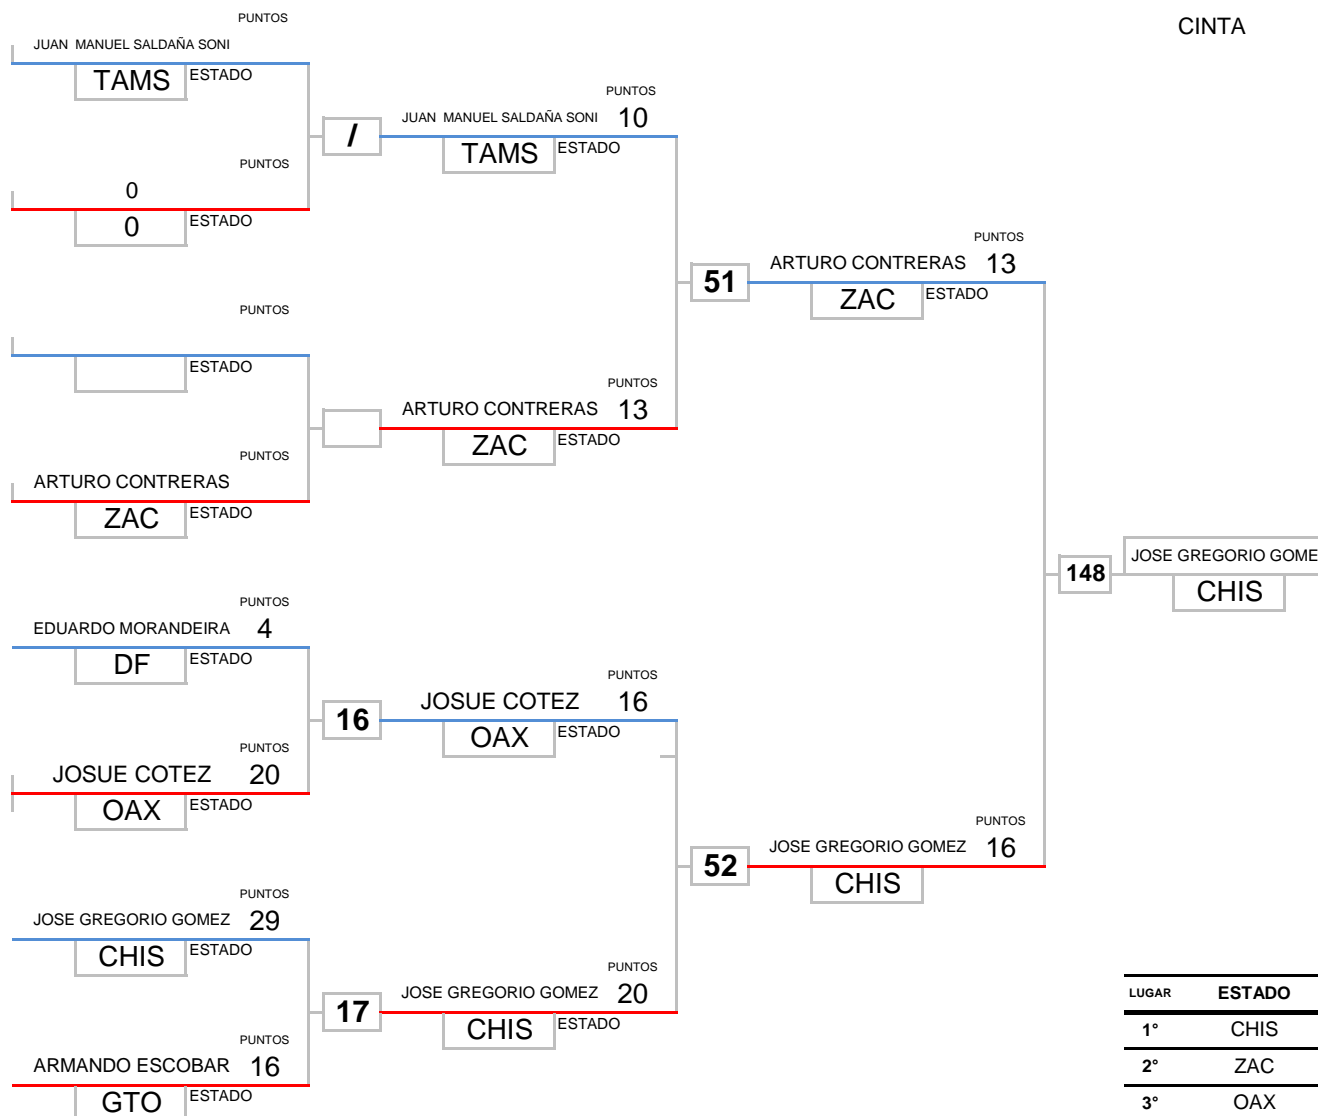 PUNTOS
CINTA
JUAN MANUEL SALDAÑA SONI
TAMS ESTADO
PUNTOS
JUAN MANUEL SALDAÑA SONI 10
/
TAMS ESTADO
PUNTOS
0
0 ESTADO
PUNTOS
ARTURO CONTRERAS 13
51
ZAC ESTADO
PUNTOS
ESTADO
PUNTOS
ARTURO CONTRERAS 13
ZAC ESTADO
PUNTOS
ARTURO CONTRERAS
ZAC ESTADO
JOSE GREGORIO GOME
148
CHIS
PUNTOS
EDUARDO MORANDEIRA 4
DF ESTADO
PUNTOS
JOSUE COTEZ 16
16
OAX ESTADO
PUNTOS
JOSUE COTEZ 20
OAX ESTADO
PUNTOS
JOSE GREGORIO GOMEZ 16
52
CHIS
PUNTOS
JOSE GREGORIO GOMEZ 29
CHIS ESTADO
PUNTOS
JOSE GREGORIO GOMEZ 20
17
CHIS ESTADO
PUNTOS
ARMANDO ESCOBAR 16
GTO ESTADO
LUGAR ESTADO
1° CHIS
2° ZAC
3° OAX